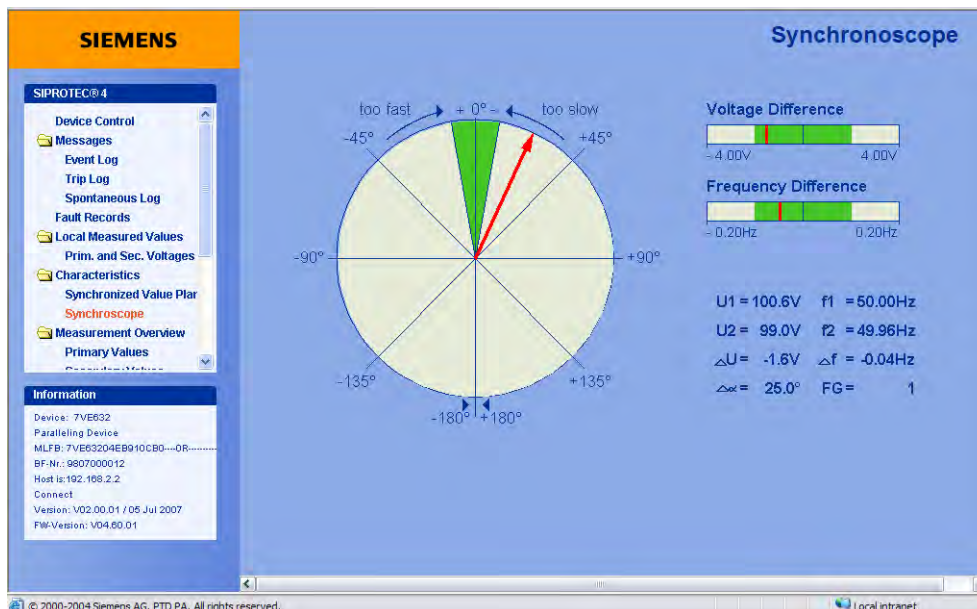 SIEMENS
Synchronoscope
SIPROTEC® 4
Device Control
Messages
Event Log
Trip Log
Spontaneous Log
Fault Records
Local Measured Values
Prim. and Sec. Voltages
Characteristics
Synchronized Value Plar
Synchroscope
Measurement Overview
Primary Values
Information
Device: 7VE632
Paralleling Device
MLFB: 7VE63204EB910CB0----0R---------
BF-Nr.: 9807000012
Host is:192.168.2.2
Connect
Version: V02.00.01 / 05 Jul 2007
FW-Version: V04.60.01
too fast + 0° - too slow
-45° +45°
-90° +90°
-135° +135°
-180° +180°
Voltage Difference
- 4.00V 4.00V
Frequency Difference
- 0.20Hz 0.20Hz
U1 = 100.6V f1 = 50.00Hz
U2 = 99.0V f2 = 49.96Hz
△U= -1.6V △f = -0.04Hz
△α= 25.0° FG= 1
© 2000-2004 Siemens AG, PTD PA. All rights reserved.
Local intranet